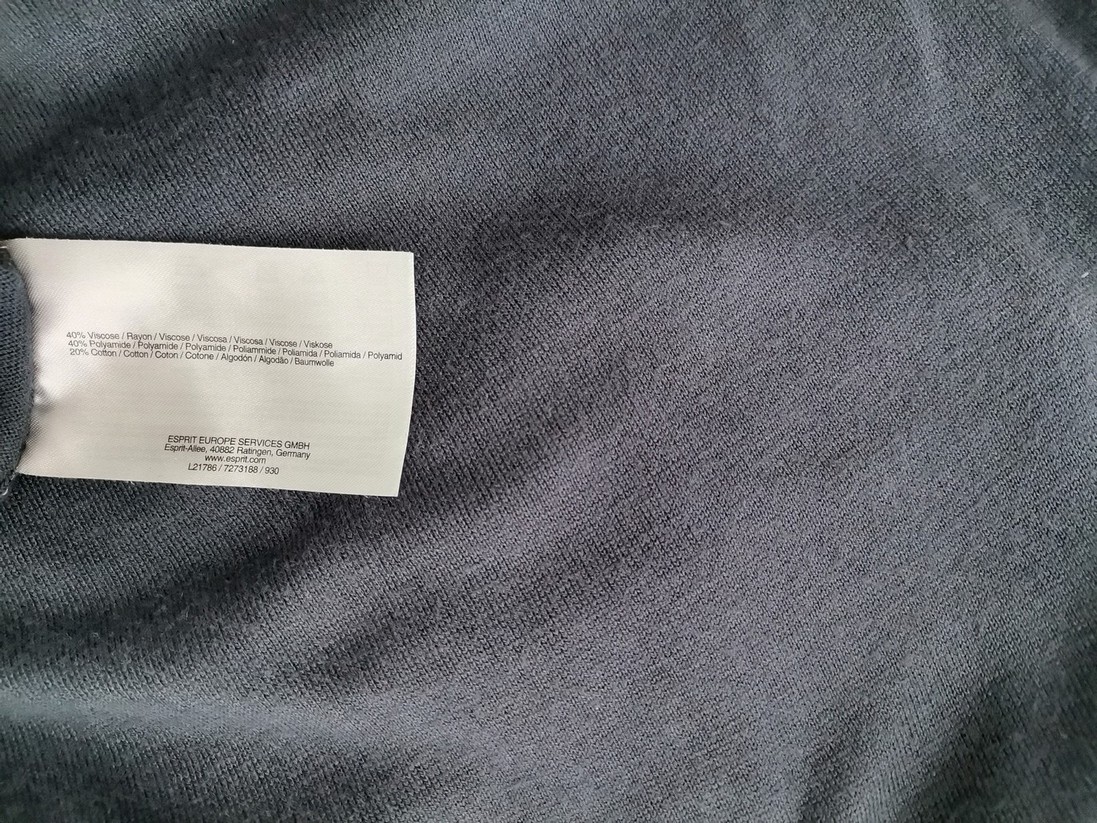 40% Viscose / Rayon / Viscose / Viscosa / Viscosa / Viscose / Viskose
40% Polyamide / Polyamide / Polyamide / Poliammide / Poliamida / Poliamida / Polyamid
20% Cotton / Cotton / Coton / Cotone / Algodón / Algodão / Baumwolle
ESPRIT EUROPE SERVICES GMBH
Esprit-Allee, 40882 Ratingen, Germany
www.esprit.com
L21786 / 7273188 / 930